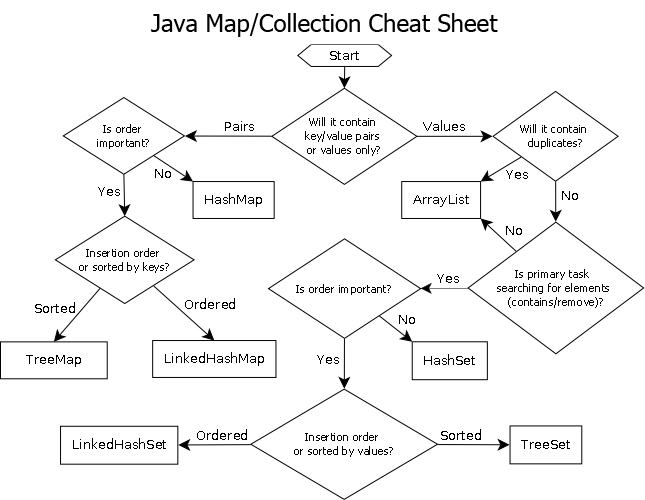 Java Map/Collection Cheat Sheet
Start
Will it contain
key/value pairs
or values only?
Pairs
Values
Is order
important?
No
HashMap
Yes
Insertion order
or sorted by keys?
Sorted
Ordered
TreeMap
LinkedHashMap
Will it contain
duplicates?
Yes
ArrayList
No
No
Is primary task
searching for elements
(contains/remove)?
Yes
Is order important?
No
HashSet
Yes
Insertion order
or sorted by values?
Ordered
LinkedHashSet
Sorted
TreeSet